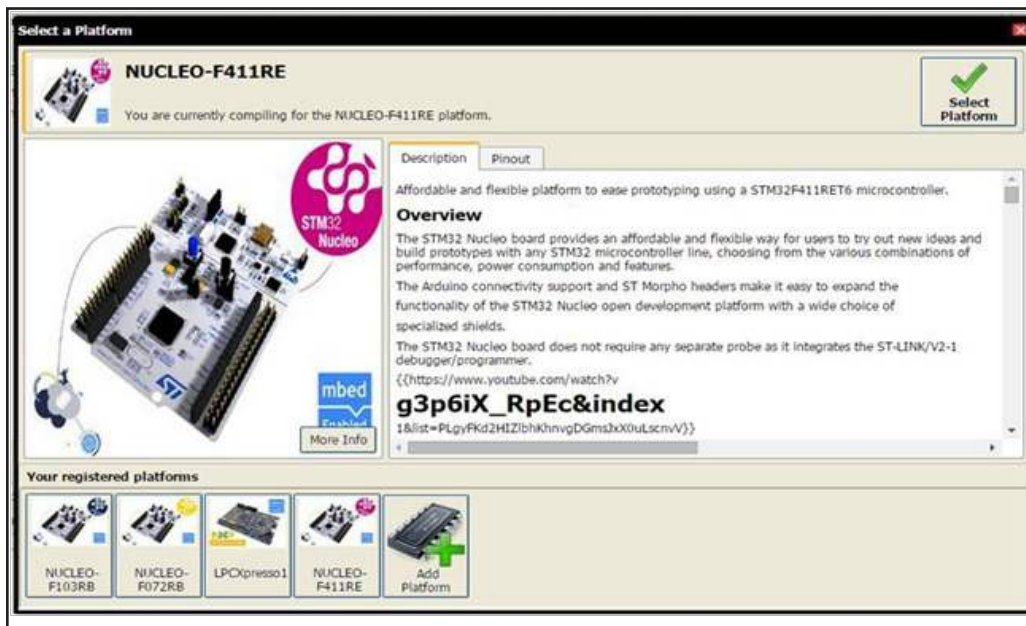 Select a Platform
NUCLEO-F411RE
You are currently compiling for the NUCLEO-F411RE platform.
Select
Platform
STM32
Nucleo
mbed
Enabled
More Info
Description
Pinout
Affordable and flexible platform to ease prototyping using a STM32F411RET6 microcontroller.
Overview
The STM32 Nucleo board provides an affordable and flexible way for users to try out new ideas and
build prototypes with any STM32 microcontroller line, choosing from the various combinations of
performance, power consumption and features.
The Arduino connectivity support and ST Morpho headers make it easy to expand the
functionality of the STM32 Nucleo open development platform with a wide choice of
specialized shields.
The STM32 Nucleo board does not require any separate probe as it integrates the ST-LINK/V2-1
debugger/programmer.
{{https://www.youtube.com/watch?v
g3p6iX_RpEc&index
Your registered platforms
NUCLEO-
F103RB
NUCLEO-
F072RB
LPCXpresso1
NUCLEO-
F411RE
Add
Platform